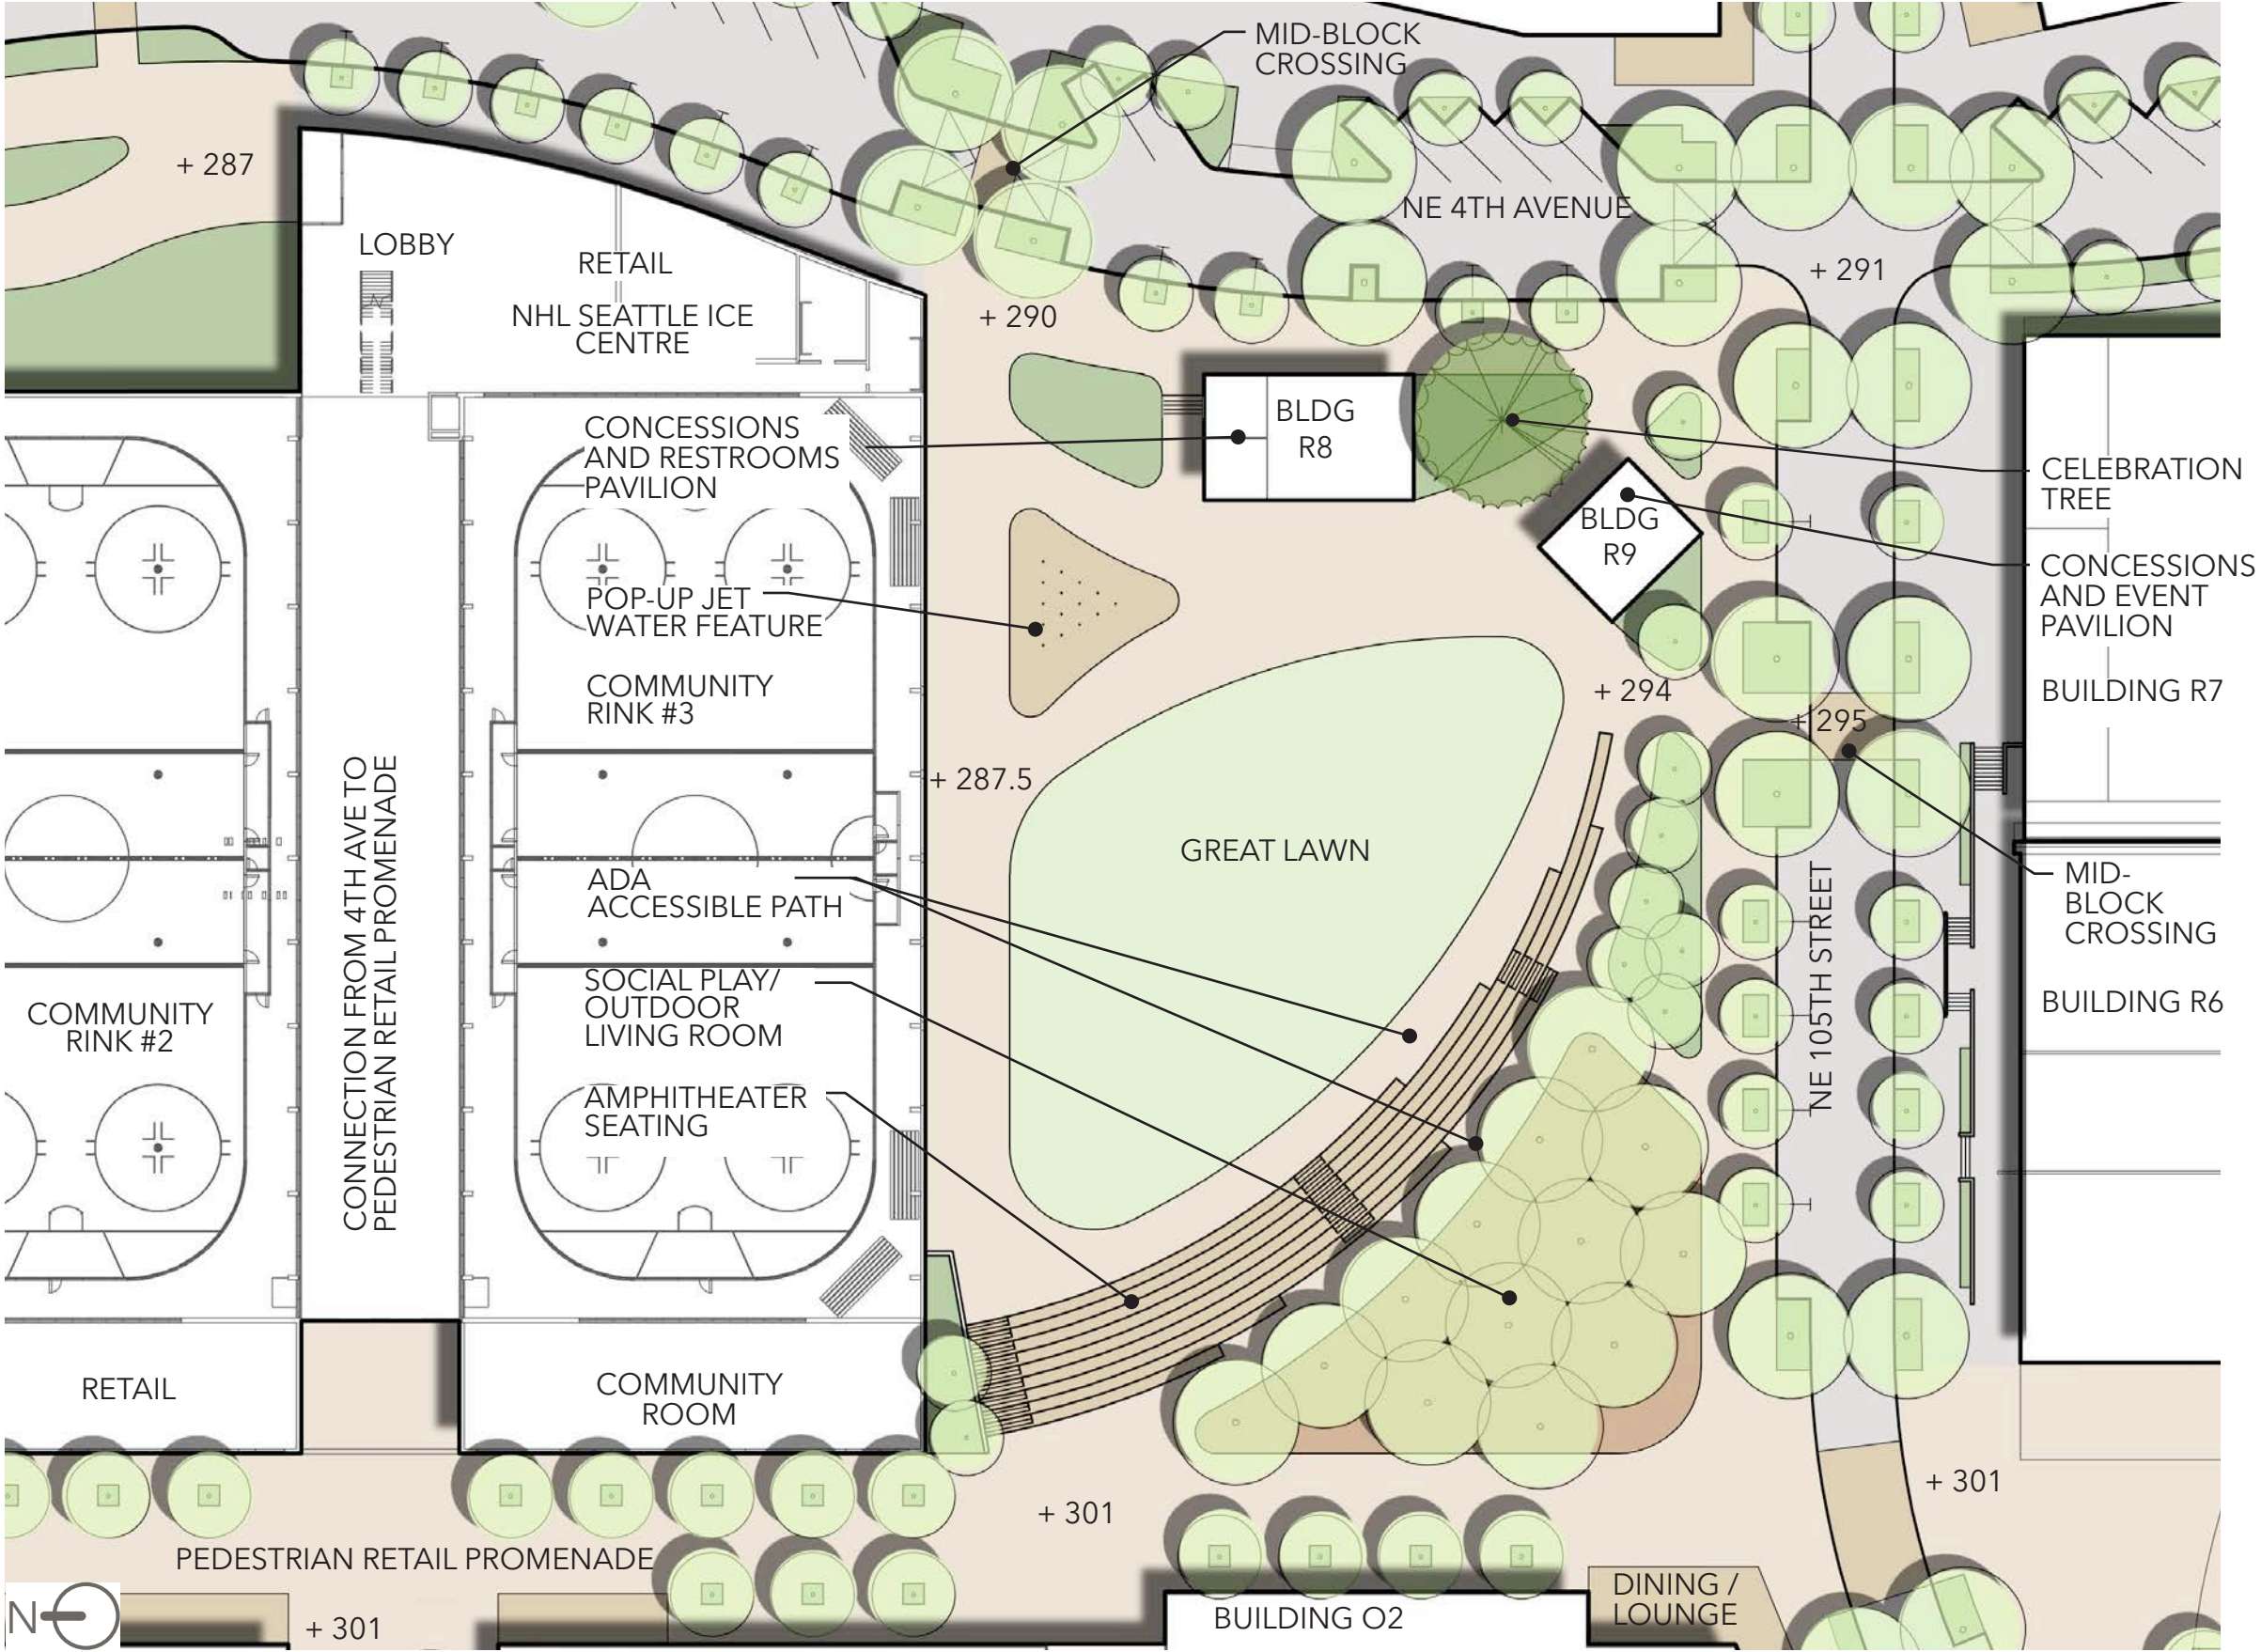 MID-BLOCK
CROSSING
+ 287
NE 4TH AVENUE
LOBBY
RETAIL
NHL SEATTLE ICE
CENTRE
+ 290
+ 291
CONCESSIONS
AND RESTROOMS
PAVILION
BLDG
R8
CELEBRATION
TREE
BLDG
R9
CONCESSIONS
AND EVENT
PAVILION
POP-UP JET
WATER FEATURE
COMMUNITY
RINK #3
+ 294
BUILDING R7
+ 295
+ 287.5
GREAT LAWN
CONNECTION FROM 4TH AVE TO
PEDESTRIAN RETAIL PROMENADE
ADA
ACCESSIBLE PATH
NE 105TH STREET
MID-
BLOCK
CROSSING
SOCIAL PLAY/
OUTDOOR
LIVING ROOM
COMMUNITY
RINK #2
BUILDING R6
AMPHITHEATER
SEATING
RETAIL
COMMUNITY
ROOM
+ 301
+ 301
PEDESTRIAN RETAIL PROMENADE
DINING /
LOUNGE
BUILDING O2
N
+ 301